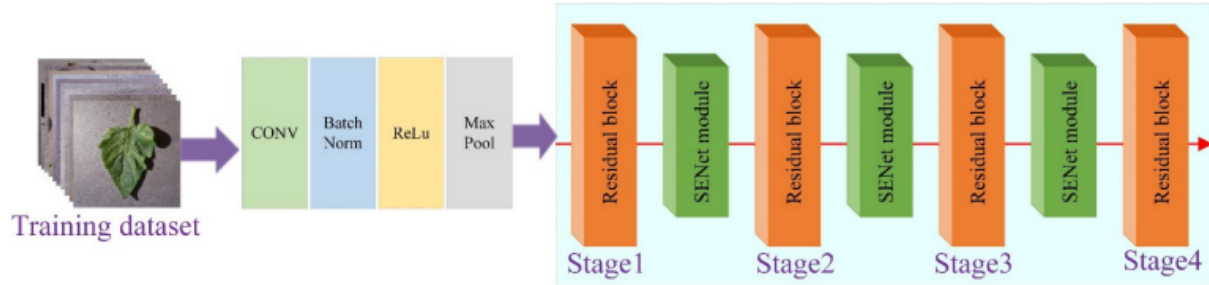 Training dataset
CONV
Batch
Norm
ReLu
Max
Pool
Residual block
Stage1
SENet module
Residual block
Stage2
SENet module
Residual block
Stage3
SENet module
Residual block
Stage4